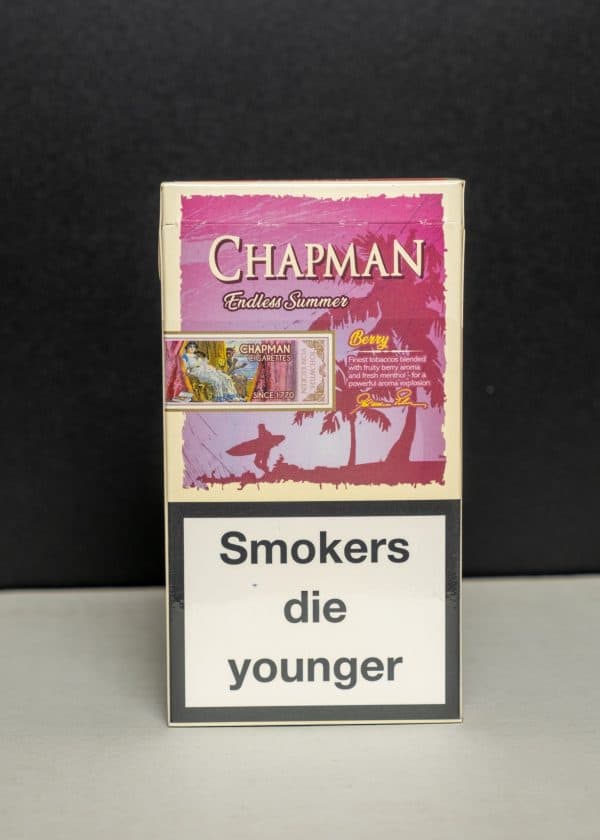 CHAPMAN
Endless Summer
CHAPMAN
CIGARETTES
SINCE 1770
Berry
Finest tobaccos blended
with fruity berry aroma
and fresh menthol - for a
powerful aroma explosion
Smokers
die
younger